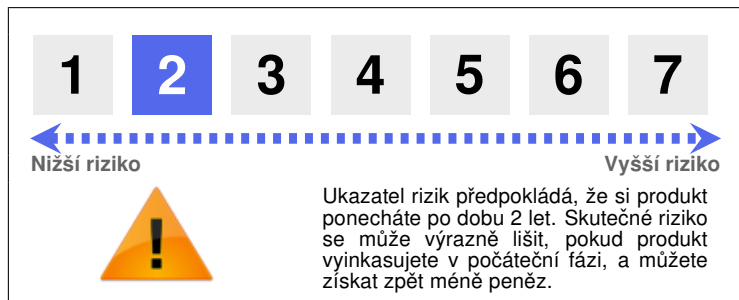 1 2 3 4 5 6 7
Nižší riziko Vyšší riziko
Ukazatel rizik předpokládá, že si produkt
ponecháte po dobu 2 let. Skutečné riziko
se může výrazně lišit, pokud produkt
vyinkasujete v počáteční fázi, a můžete
získat zpět méně peněz.